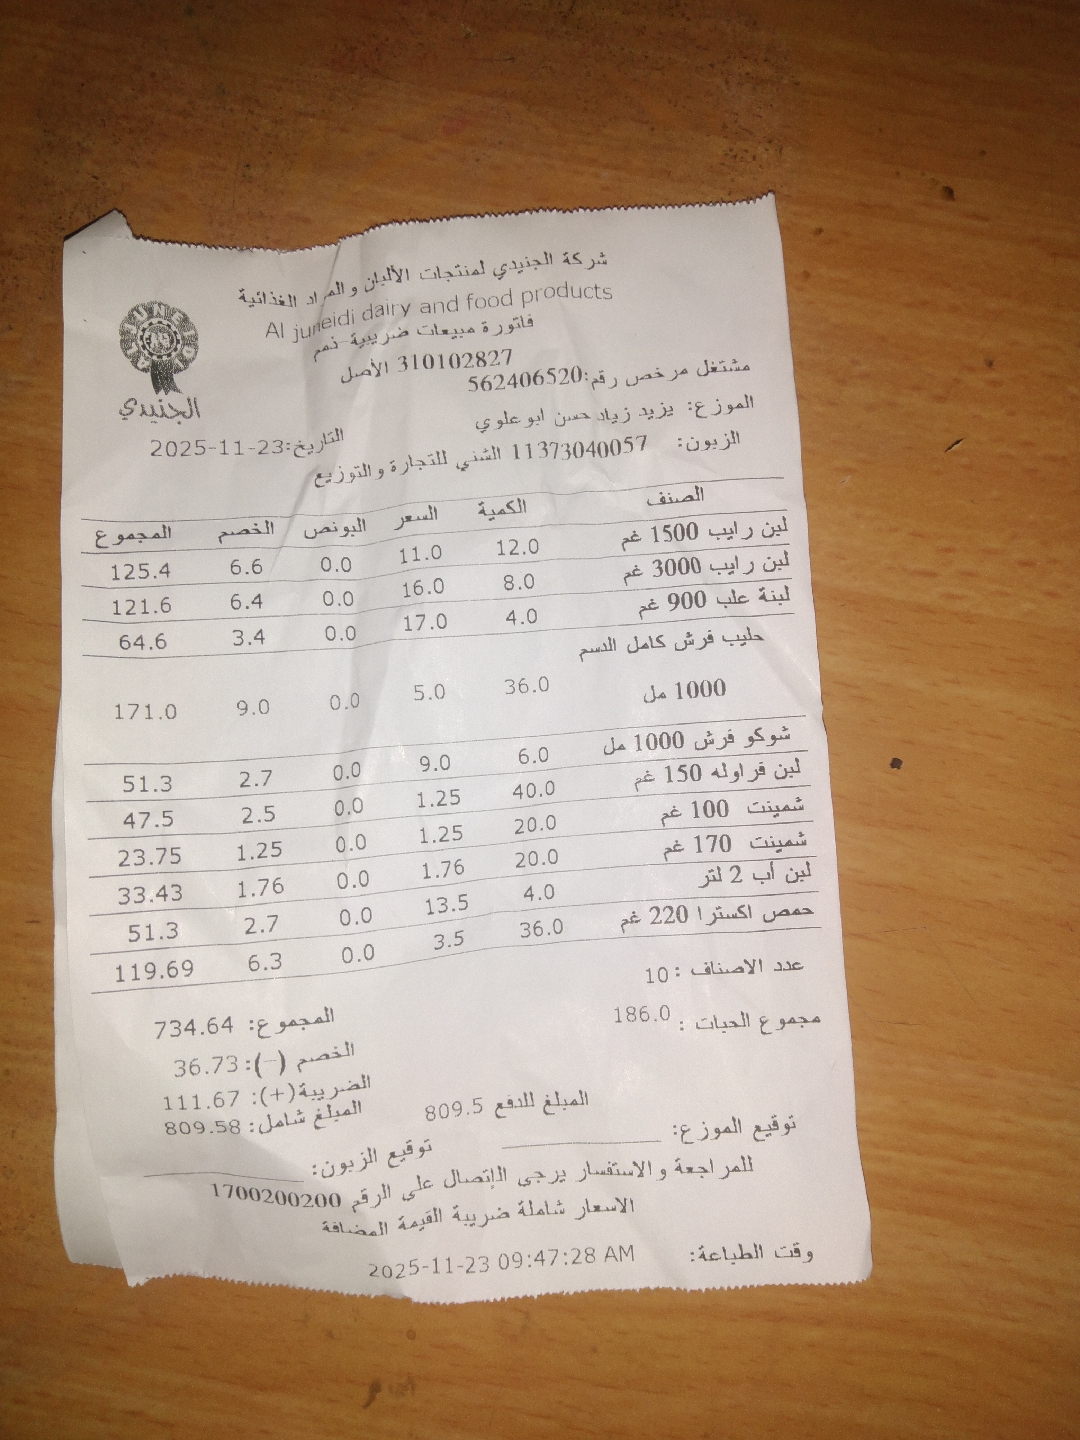 شركة الجنيدي لمنتجات الألبان والمواد الغذائية
Al juneidi dairy and food products
فاتورة مبيعات ضريبية-ذمم
310102827 الأصل
مشتغل مرخص رقم:562406520
AL JUNEIDI
الجنيدي
الموزع: يزيد زياد حسن ابو علوي
التاريخ:2025-11-23
الزبون: 11373040057 الشني للتجارة والتوزيع
الصنف الكمية السعر البونص الخصم المجموع
لبن رايب 1500 غم 12.0 11.0 0.0 6.6 125.4
لبن رايب 3000 غم 8.0 16.0 0.0 6.4 121.6
لبنة علب 900 غم 4.0 17.0 0.0 3.4 64.6
حليب فرش كامل الدسم
1000 مل 36.0 5.0 0.0 9.0 171.0
شوكو فرش 1000 مل 6.0 9.0 0.0 2.7 51.3
لبن فراوله 150 غم 40.0 1.25 0.0 2.5 47.5
شمينت 100 غم 20.0 1.25 0.0 1.25 23.75
شمينت 170 غم 20.0 1.76 0.0 1.76 33.43
لبن أب 2 لتر 4.0 13.5 0.0 2.7 51.3
حمص اكسترا 220 غم 36.0 3.5 0.0 6.3 119.69
عدد الاصناف : 10
المجموع: 734.64
مجموع الحبات : 186.0
الخصم (-): 36.73
الضريبة(+): 111.67
المبلغ شامل: 809.58
المبلغ للدفع 809.5
توقيع الموزع:
توقيع الزبون:
للمراجعة والاستفسار يرجي الإتصال علي الرقم 1700200200
الاسعار شاملة ضريبة القيمة المضافة
وقت الطباعة: 2025-11-23 09:47:28 AM